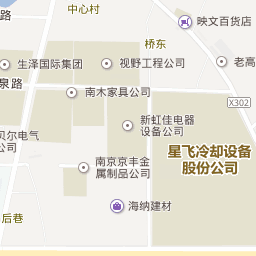 中心村
路
映文百货店
桥东
生泽国际集团
视野工程公司
老高
泉路
南木家具公司
X302
新虹佳电器
设备公司
贝尔电气
公司
星飞冷却设备
股份公司
南京京丰金
属制品公司
海纳建材
后巷